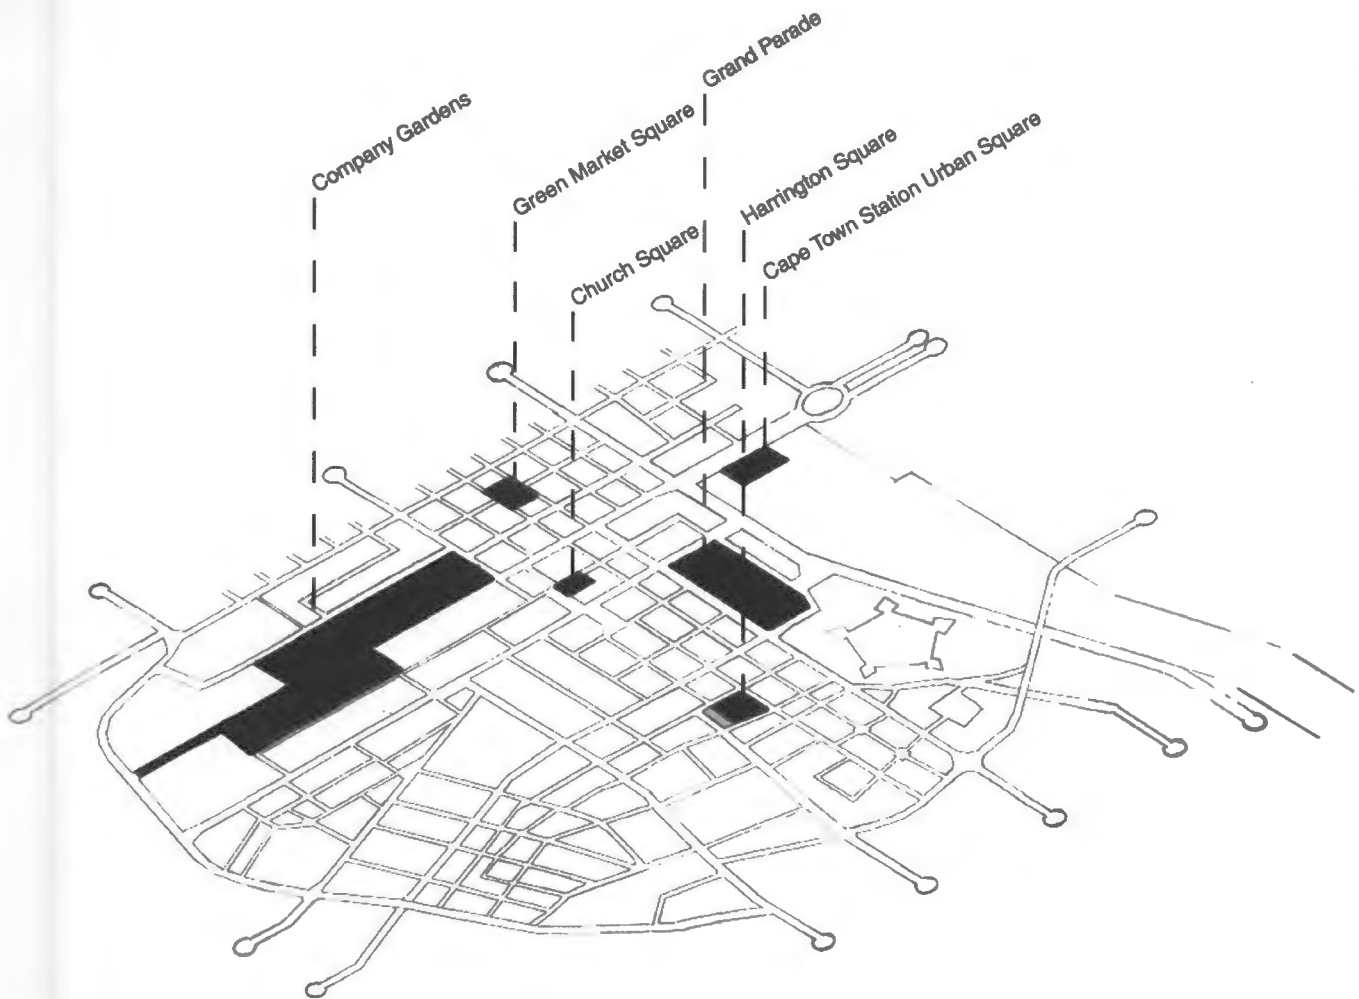 Company Gardens
Green Market Square
Church Square
Grand Parade
Harrington Square
Cape Town Station Urban Square